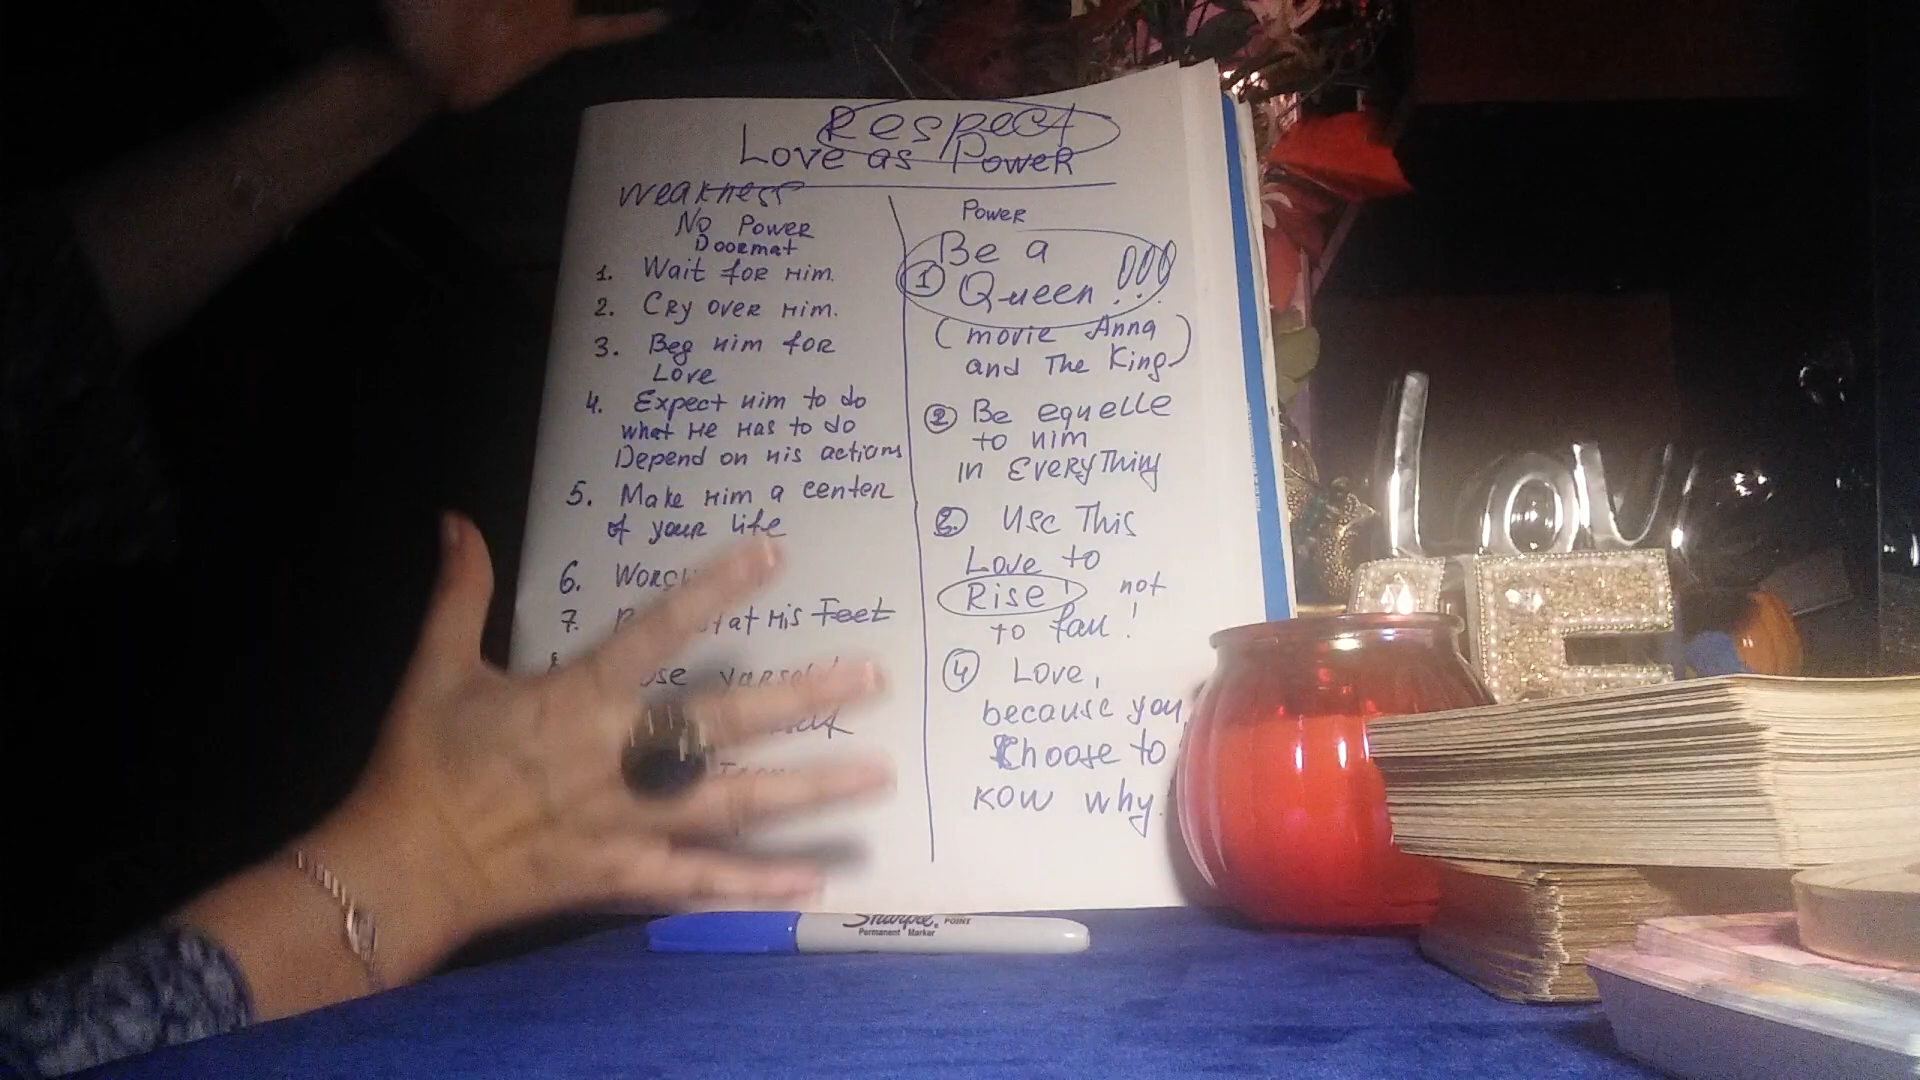 Respect
Love as Power
Weakness
No Power
Doormat
1. Wait for Him.
2. Cry over Him.
3. Beg him for
Love
4. Expect him to do
what He Has to do
Depend on his actions
5. Make Him a center
of your life
6.
7. at His Feet
Power
Be a
1 Queen !!!
(movie Anna
and The King)
2 Be equelle
to him
in EveryThing
3. Use This
Love to
Rise! not
to fall!
4 Love,
because you
Choose to
kow why.
LOVE
Sharpie. POINT
Permanent Marker